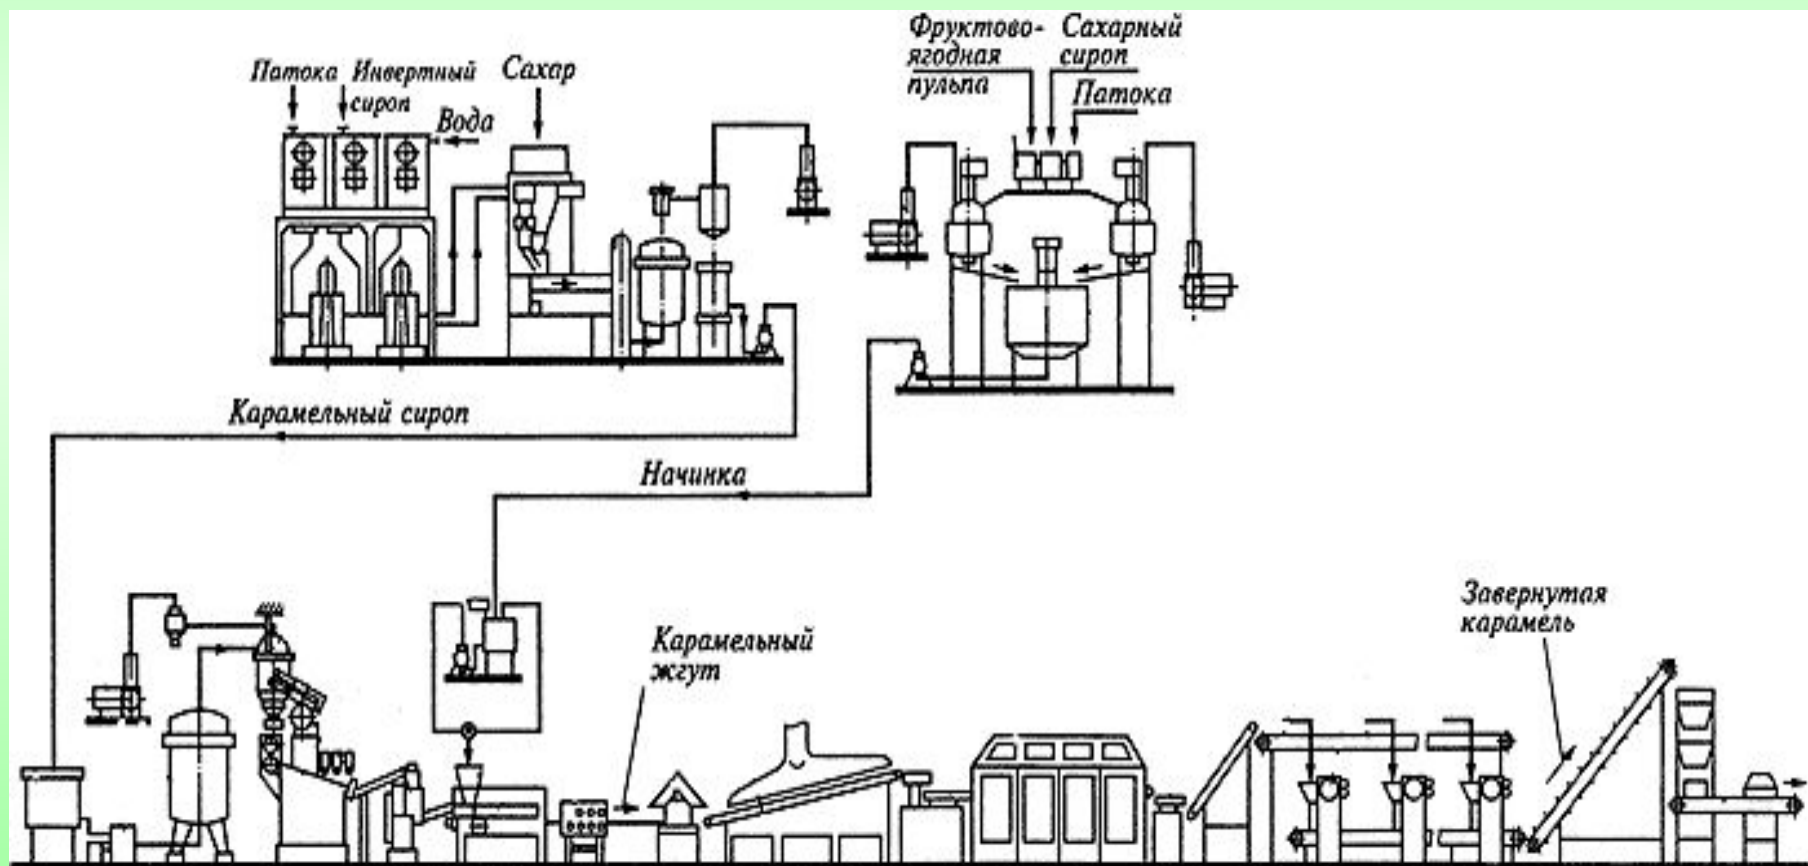 Патока
Инвертный
сироп
Сахар
Вода
Фруктово-
ягодная
пульпа
Сахарный
сироп
Патока
Карамельный сироп
Начинка
Карамельный
жгут
Завернутая
карамель